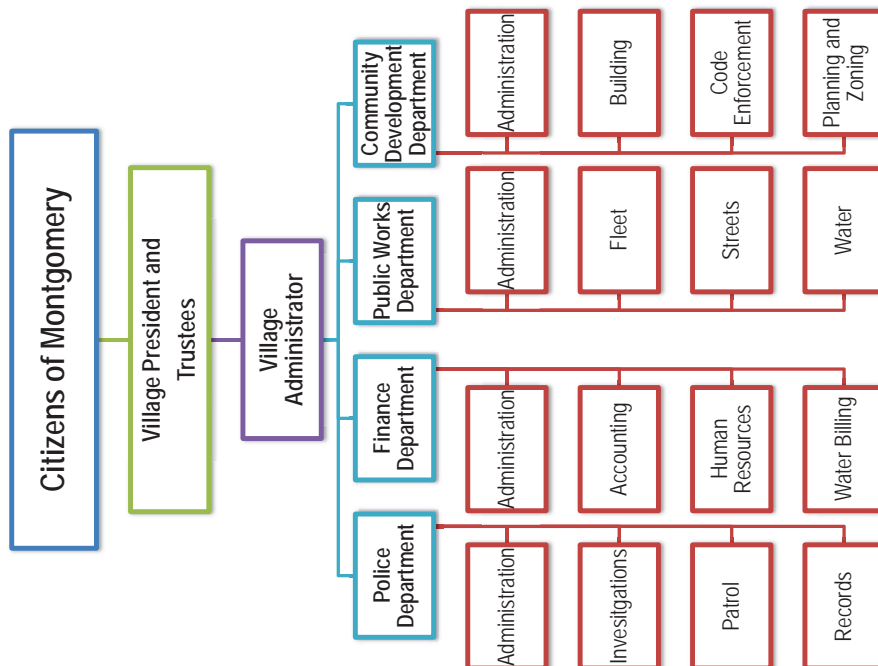 Citizens of Montgomery
Village President and
Trustees
Village
Administrator
Police
Department
Administration
Invesitgations
Patrol
Records
Finance
Department
Administration
Accounting
Human
Resources
Water Billing
Public Works
Department
Administration
Fleet
Streets
Water
Community
Development
Department
Administration
Building
Code
Enforcement
Planning and
Zoning